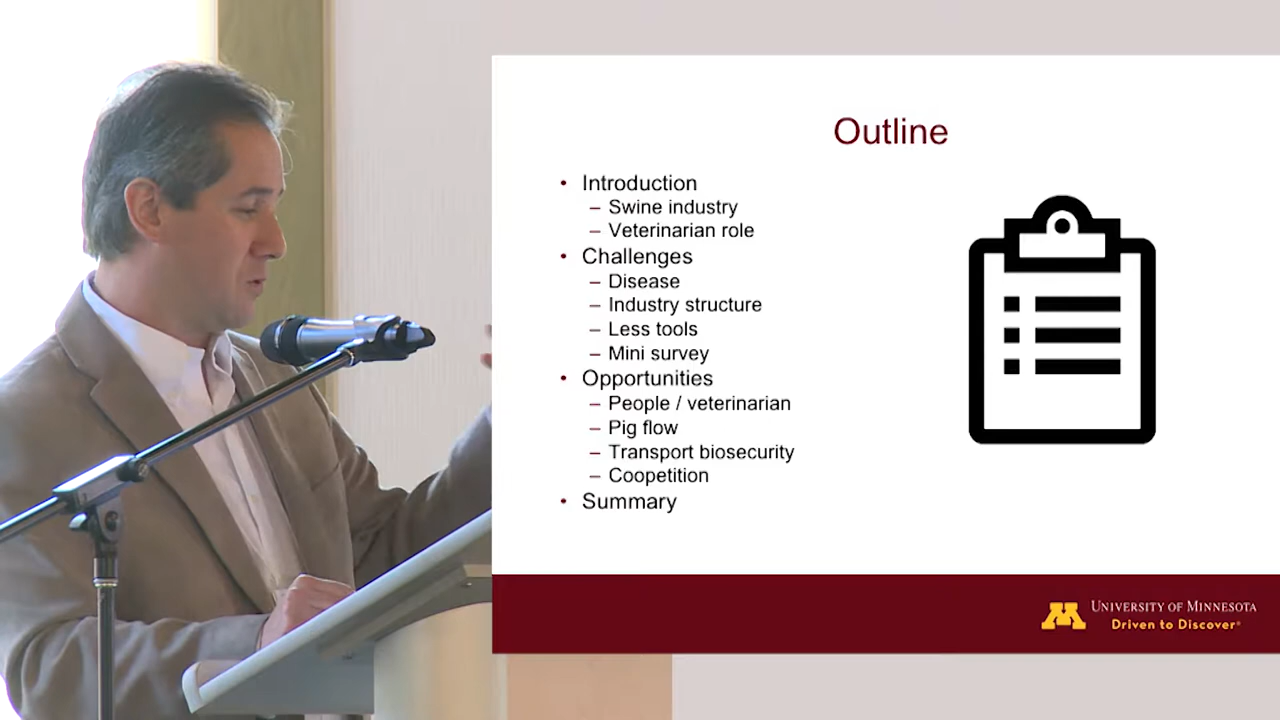 Outline
• Introduction
– Swine industry
– Veterinarian role
• Challenges
– Disease
– Industry structure
– Less tools
– Mini survey
• Opportunities
– People / veterinarian
– Pig flow
– Transport biosecurity
– Coopetition
• Summary
UNIVERSITY OF MINNESOTA
Driven to Discover®